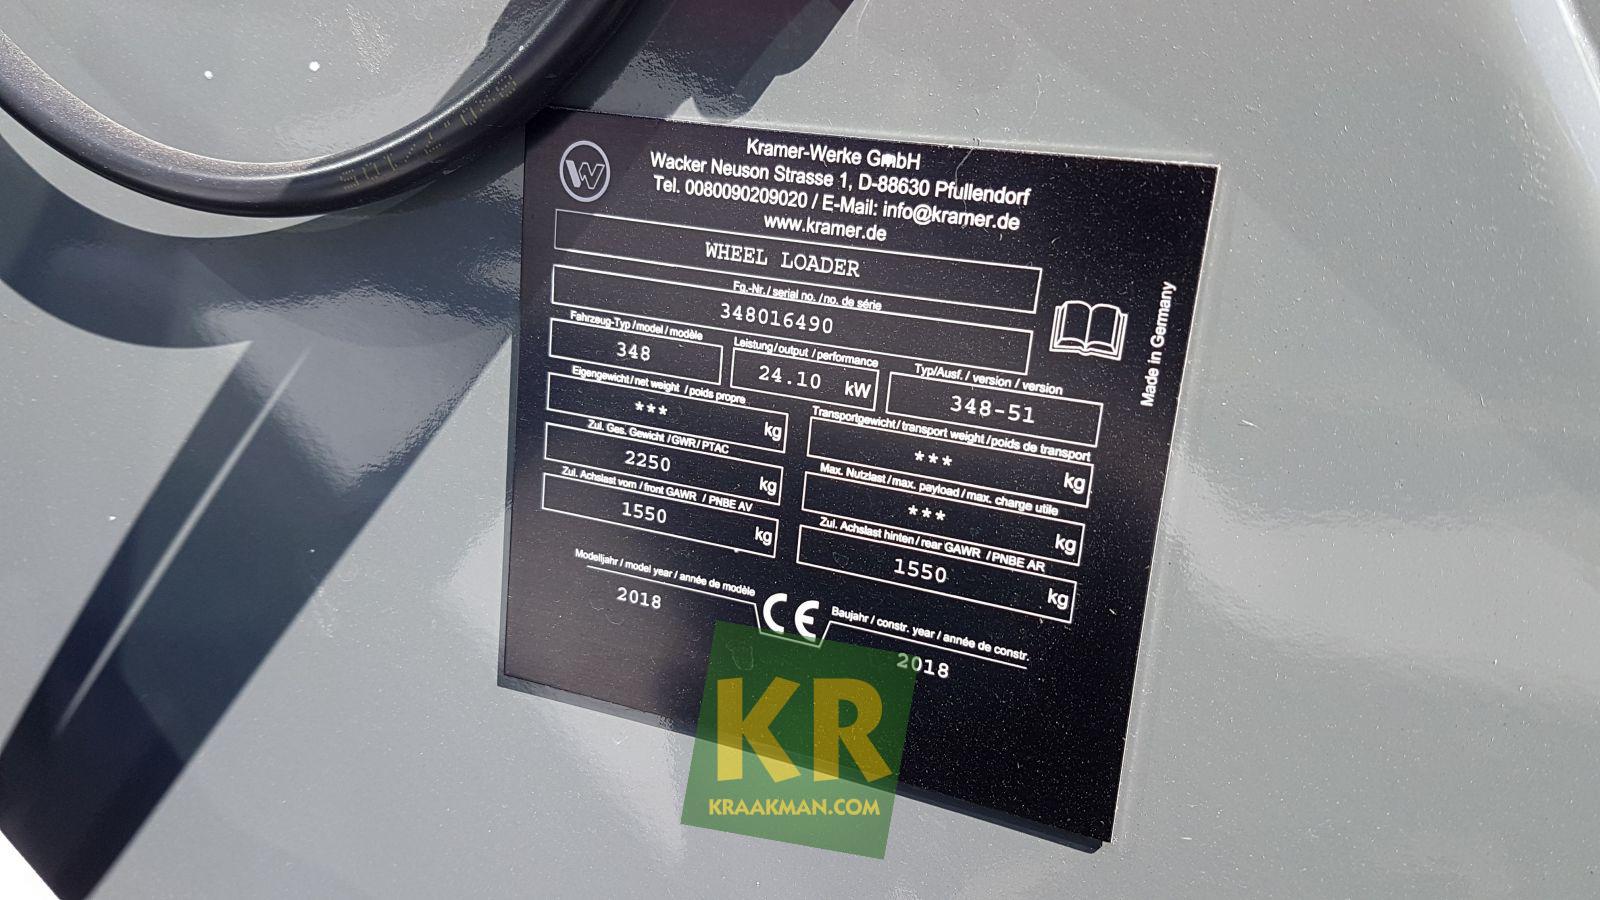 Kramer-Werke GmbH
Wacker Neuson Strasse 1, D-88630 Pfullendorf
Tel. 0080090209020 / E-Mail: info@kramer.de
www.kramer.de
WHEEL LOADER
Fg.-Nr. / serial no. / no. de série
348016490
Fahrzeug-Typ / model / modèle
348
Leistung / output / performance
24.10 kW
Typ/Ausf. / version / version
348-51
Eigengewicht / net weight / poids propre
*** kg
Transportgewicht / transport weight / poids de transport
*** kg
Zul. Ges. Gewicht / GWR / PTAC
2250 kg
Max. Nutzlast / max. payload / max. charge utile
*** kg
Zul. Achslast vorn / front GAWR / PNBE AV
1550 kg
Zul. Achslast hinten / rear GAWR / PNBE AR
1550 kg
Modelljahr / model year / année de modèle
2018
CE
Baujahr / constr. year / année de constr.
2018
Made in Germany
KR
KRAAKMAN.COM